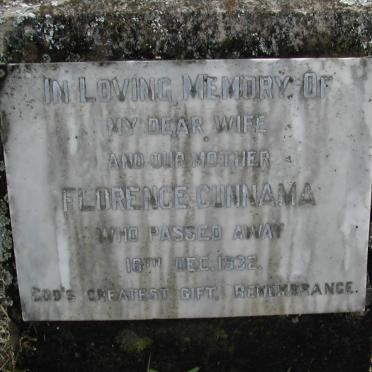 In Loving Memory Of
My Dear Wife
And Our Mother
Florence Cunnama
Who Passed Away
16th Dec. 1932.
God's Greatest Gift, Remembrance.